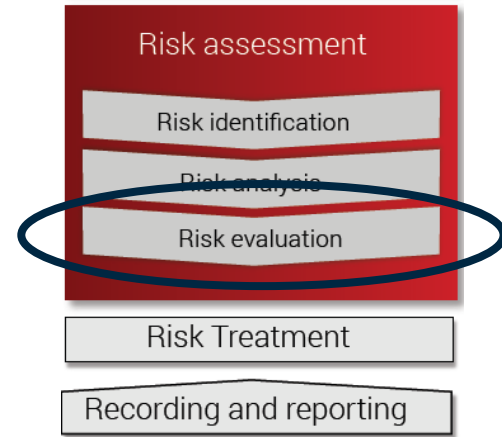 Risk assessment
Risk identification
Risk analysis
Risk evaluation
Risk Treatment
Recording and reporting